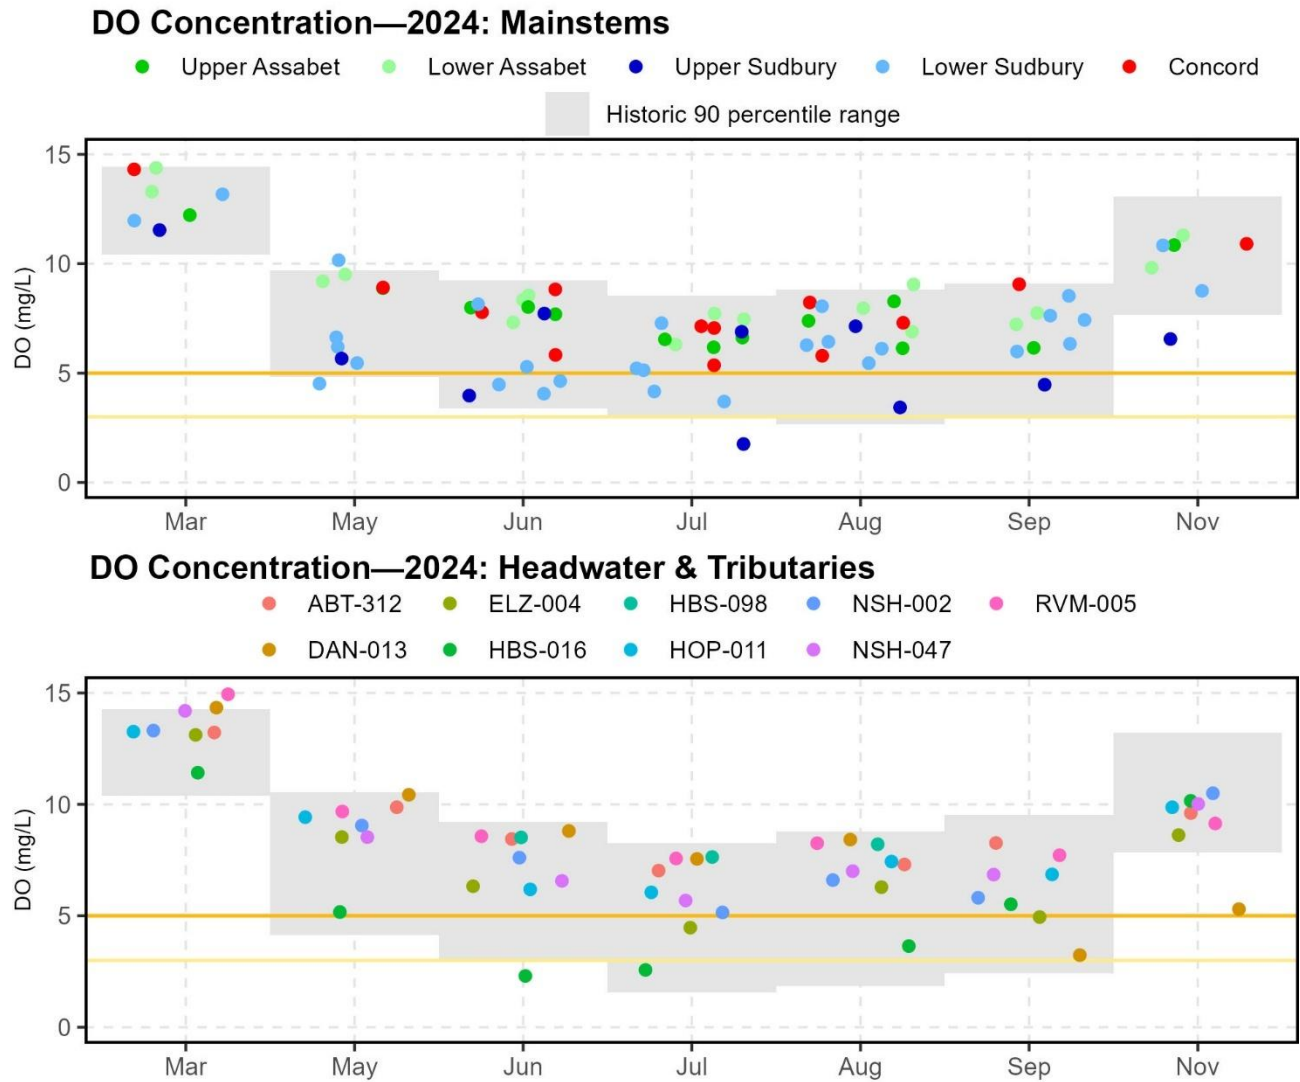 DO Concentration—2024: Mainstems
Upper Assabet Lower Assabet Upper Sudbury Lower Sudbury Concord
Historic 90 percentile range
15
10
5
0
DO (mg/L)
Mar May Jun Jul Aug Sep Nov
DO Concentration—2024: Headwater & Tributaries
ABT-312 ELZ-004 HBS-098 NSH-002 RVM-005
DAN-013 HBS-016 HOP-011 NSH-047
15
10
5
0
DO (mg/L)
Mar May Jun Jul Aug Sep Nov